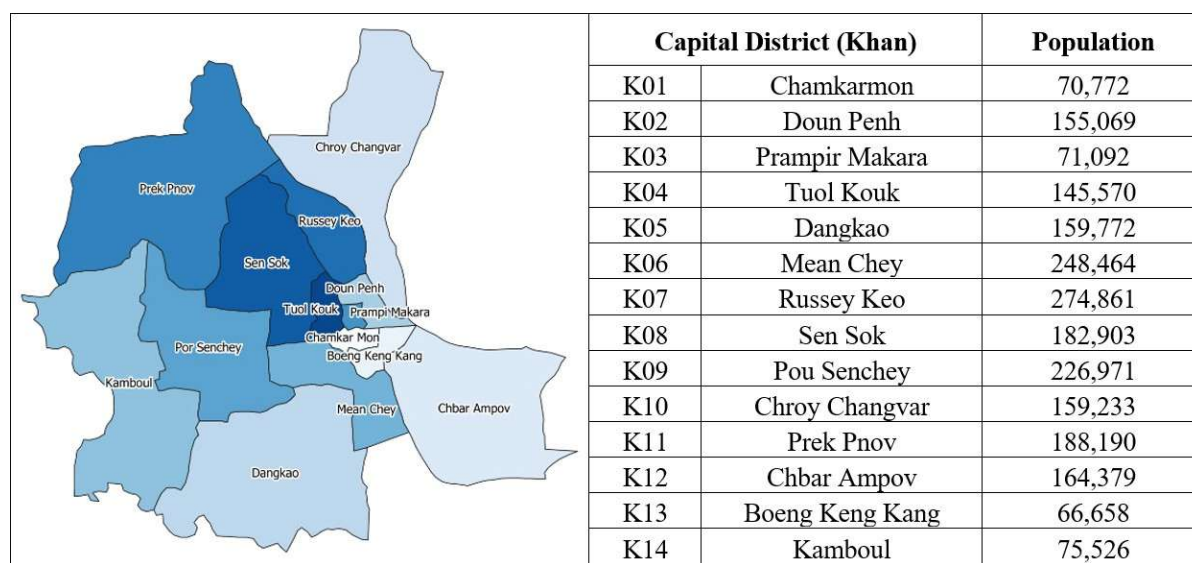 Chroy Changvar
Prek Pnov
Russey Keo
Sen Sok
Doun Penh
Tuol Kouk
Prampi Makara
Chamkar Mon
Por Senchey
Boeng Keng Kang
Kamboul
Mean Chey
Chbar Ampov
Dangkao
Capital District (Khan) Population
K01 Chamkarmon 70,772
K02 Doun Penh 155,069
K03 Prampir Makara 71,092
K04 Tuol Kouk 145,570
K05 Dangkao 159,772
K06 Mean Chey 248,464
K07 Russey Keo 274,861
K08 Sen Sok 182,903
K09 Pou Senchey 226,971
K10 Chroy Changvar 159,233
K11 Prek Pnov 188,190
K12 Chbar Ampov 164,379
K13 Boeng Keng Kang 66,658
K14 Kamboul 75,526